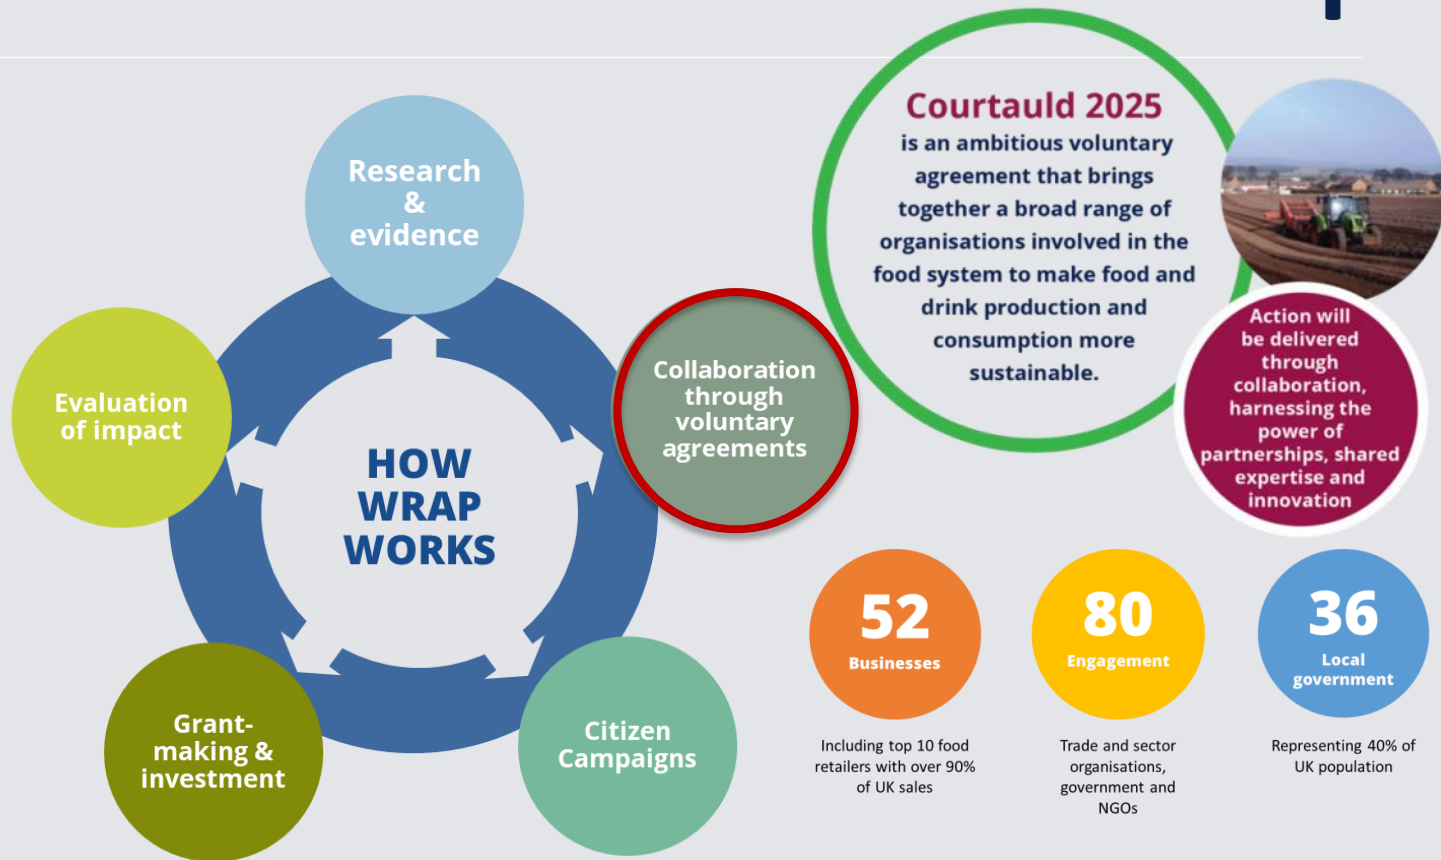 Research
&
evidence
Collaboration
through
voluntary
agreements
Citizen
Campaigns
Grant-
making &
investment
Evaluation
of impact
HOW
WRAP
WORKS
Courtauld 2025
is an ambitious voluntary
agreement that brings
together a broad range of
organisations involved in the
food system to make food and
drink production and
consumption more
sustainable.
Action will
be delivered
through
collaboration,
harnessing the
power of
partnerships, shared
expertise and
innovation
52
Businesses
Including top 10 food
retailers with over 90%
of UK sales
80
Engagement
Trade and sector
organisations,
government and
NGOs
36
Local
government
Representing 40% of
UK population